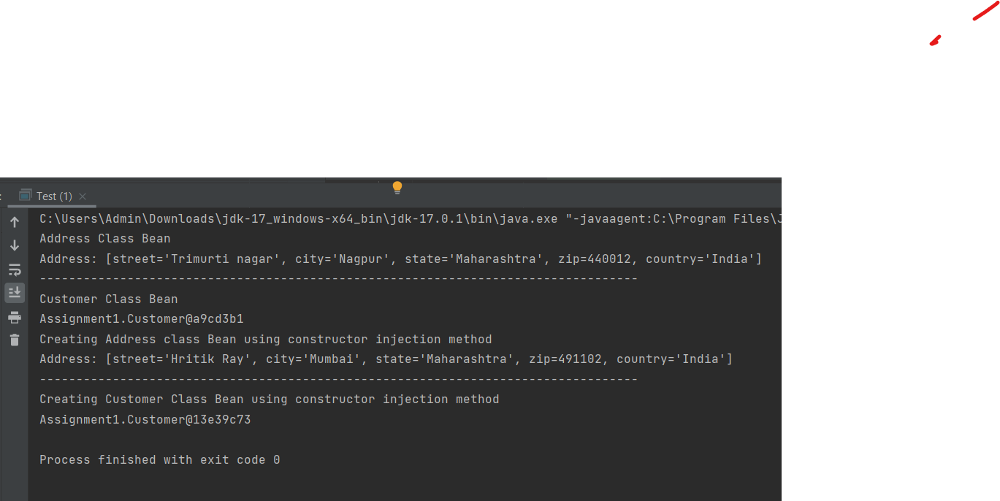 Test (1)
C:\Users\Admin\Downloads\jdk-17_windows-x64_bin\jdk-17.0.1\bin\java.exe "-javaagent:C:\Program Files\J
Address Class Bean
Address: [street='Trimurti nagar', city='Nagpur', state='Maharashtra', zip=440012, country='India']
----------------------------------------------------------------------------------
Customer Class Bean
Assignment1.Customer@a9cd3b1
Creating Address class Bean using constructor injection method
Address: [street='Hritik Ray', city='Mumbai', state='Maharashtra', zip=491102, country='India']
----------------------------------------------------------------------------------
Creating Customer Class Bean using constructor injection method
Assignment1.Customer@13e39c73
Process finished with exit code 0